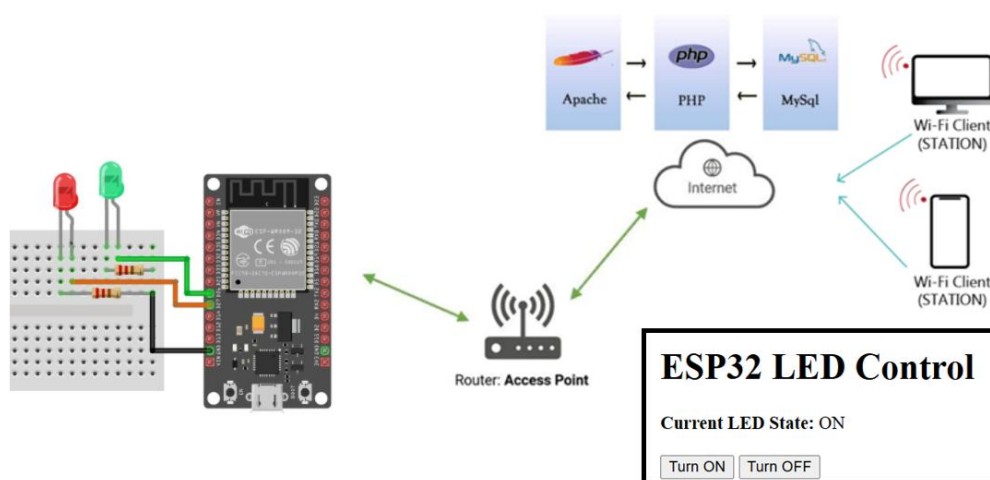 Apache
php
PHP
MySQL
MySql
Wi-Fi Client
(STATION)
Internet
Wi-Fi Client
(STATION)
Router: Access Point
ESP32 LED Control
Current LED State: ON
Turn ON
Turn OFF